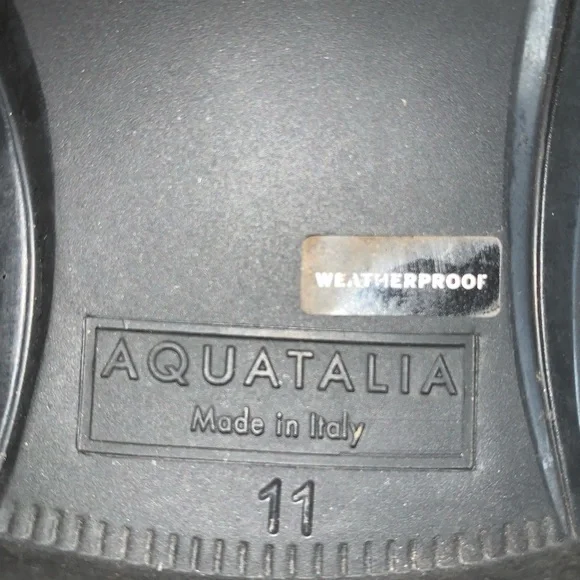 WEATHERPROOF
AQUATALIA
Made in Italy
11